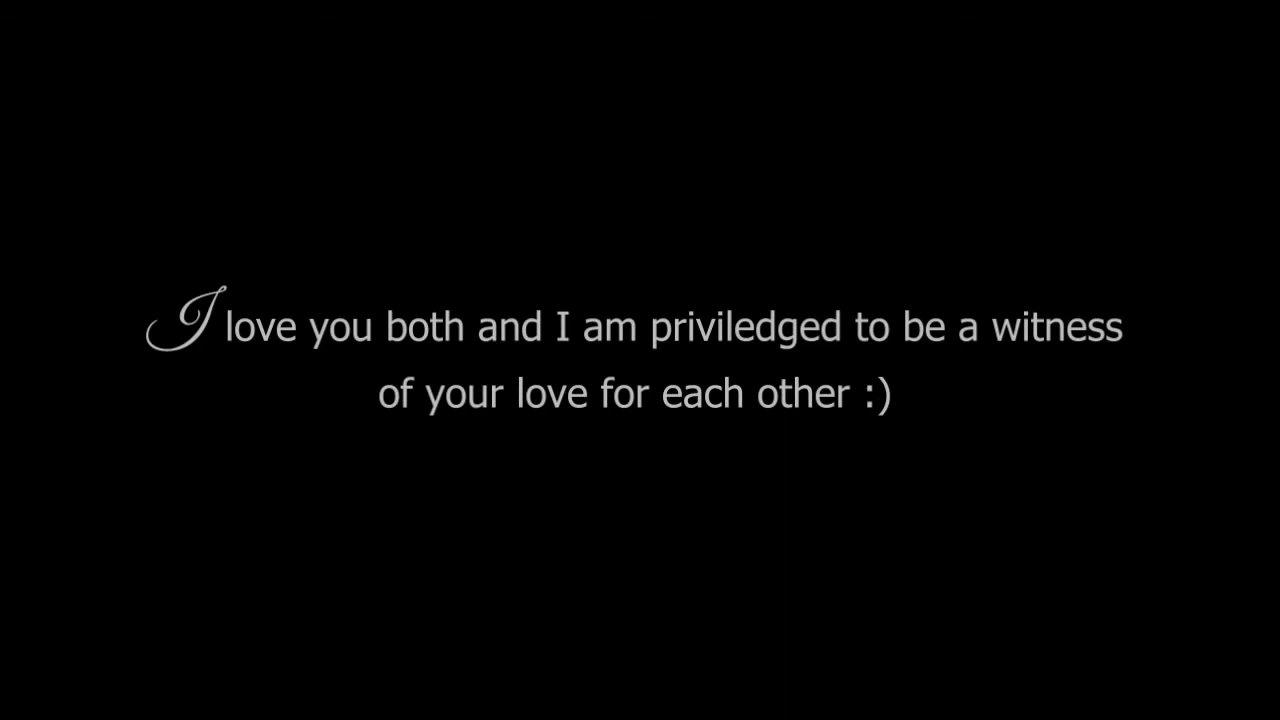 I love you both and I am priviledged to be a witness
of your love for each other :)